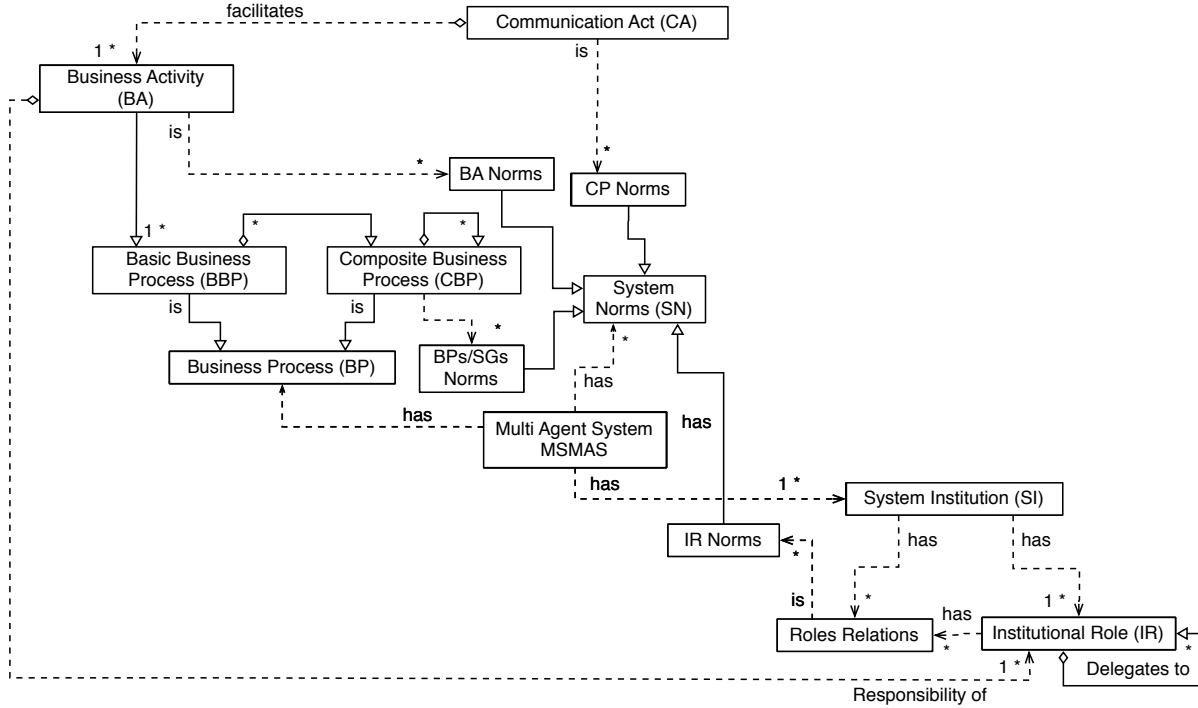 facilitates
Communication Act (CA)
is
1 *
Business Activity
(BA)
is
*
*
BA Norms
CP Norms
1 *
*
*
Basic Business
Process (BBP)
Composite Business
Process (CBP)
System
Norms (SN)
is
is
*
*
BPs/SGs
Norms
Business Process (BP)
has
has
has
Multi Agent System
MSMAS
has
1 *
System Institution (SI)
IR Norms
has
has
*
is
*
1 *
has
Roles Relations
Institutional Role (IR)
*
*
1 *
Delegates to
Responsibility of